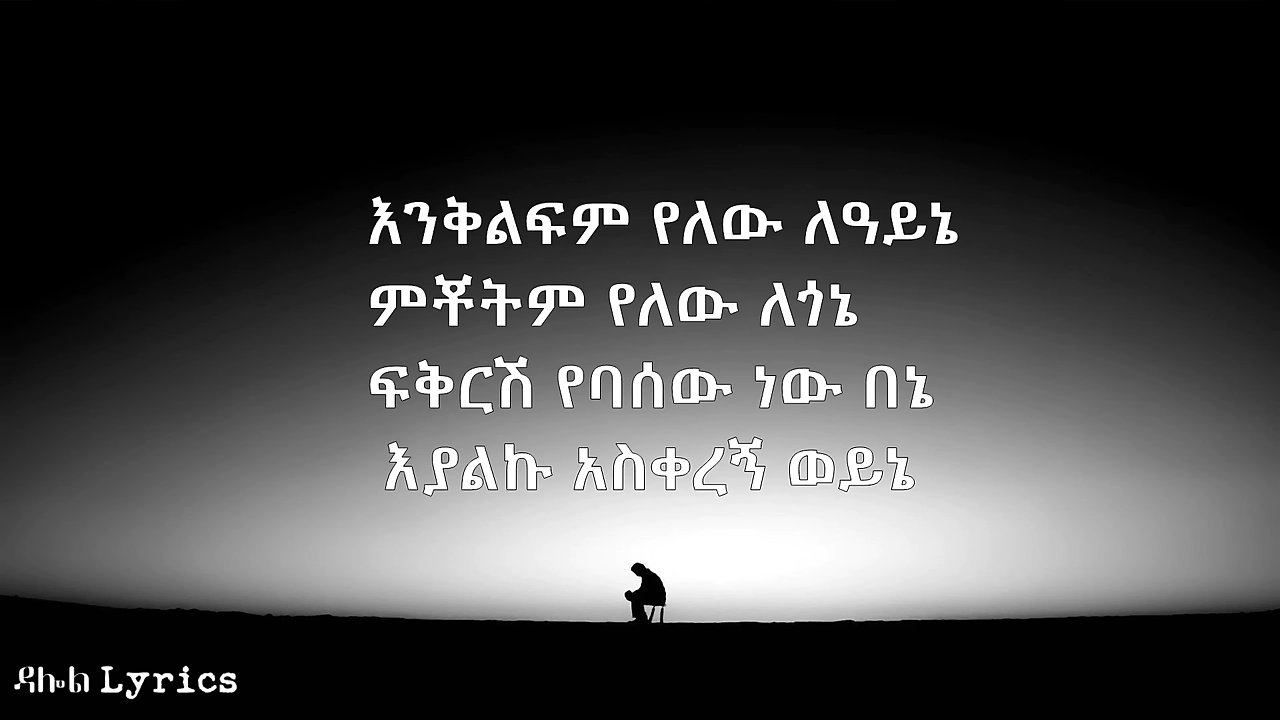 እንቅልፍም የለው ለዓይኔ
ምቾትም የለው ለጎኔ
ፍቅርሽ የባሰው ነው በኔ
እያልኩ አስቀረኝ ወይኔ
ዳሎል Lyrics